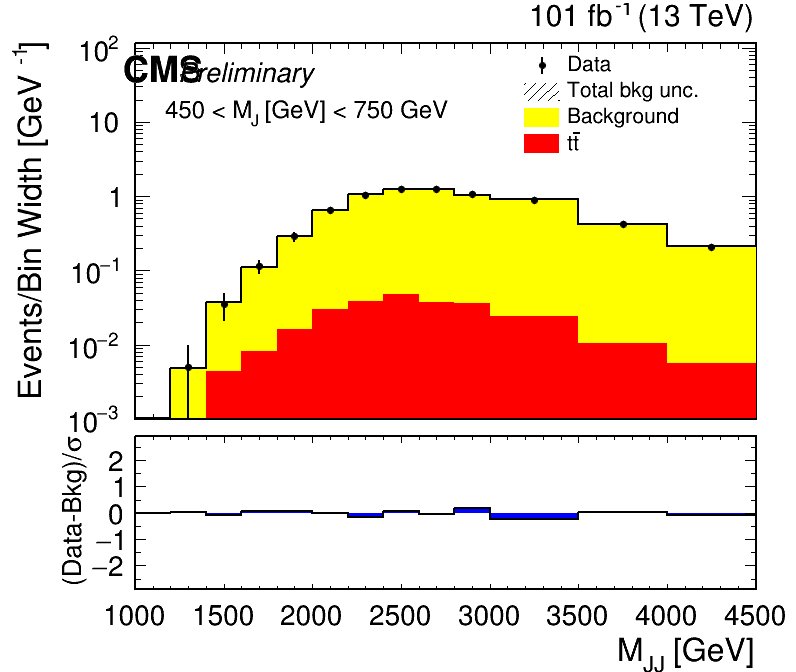 101 fb⁻¹ (13 TeV)
CMS Preliminary
450 < M_J [GeV] < 750 GeV
Data
Total bkg unc.
Background
tt̄
Events/Bin Width [GeV⁻¹]
10²
10
1
10⁻¹
10⁻²
10⁻³
(Data-Bkg)/σ
2
1
0
−1
−2
1000 1500 2000 2500 3000 3500 4000 4500
M_JJ [GeV]